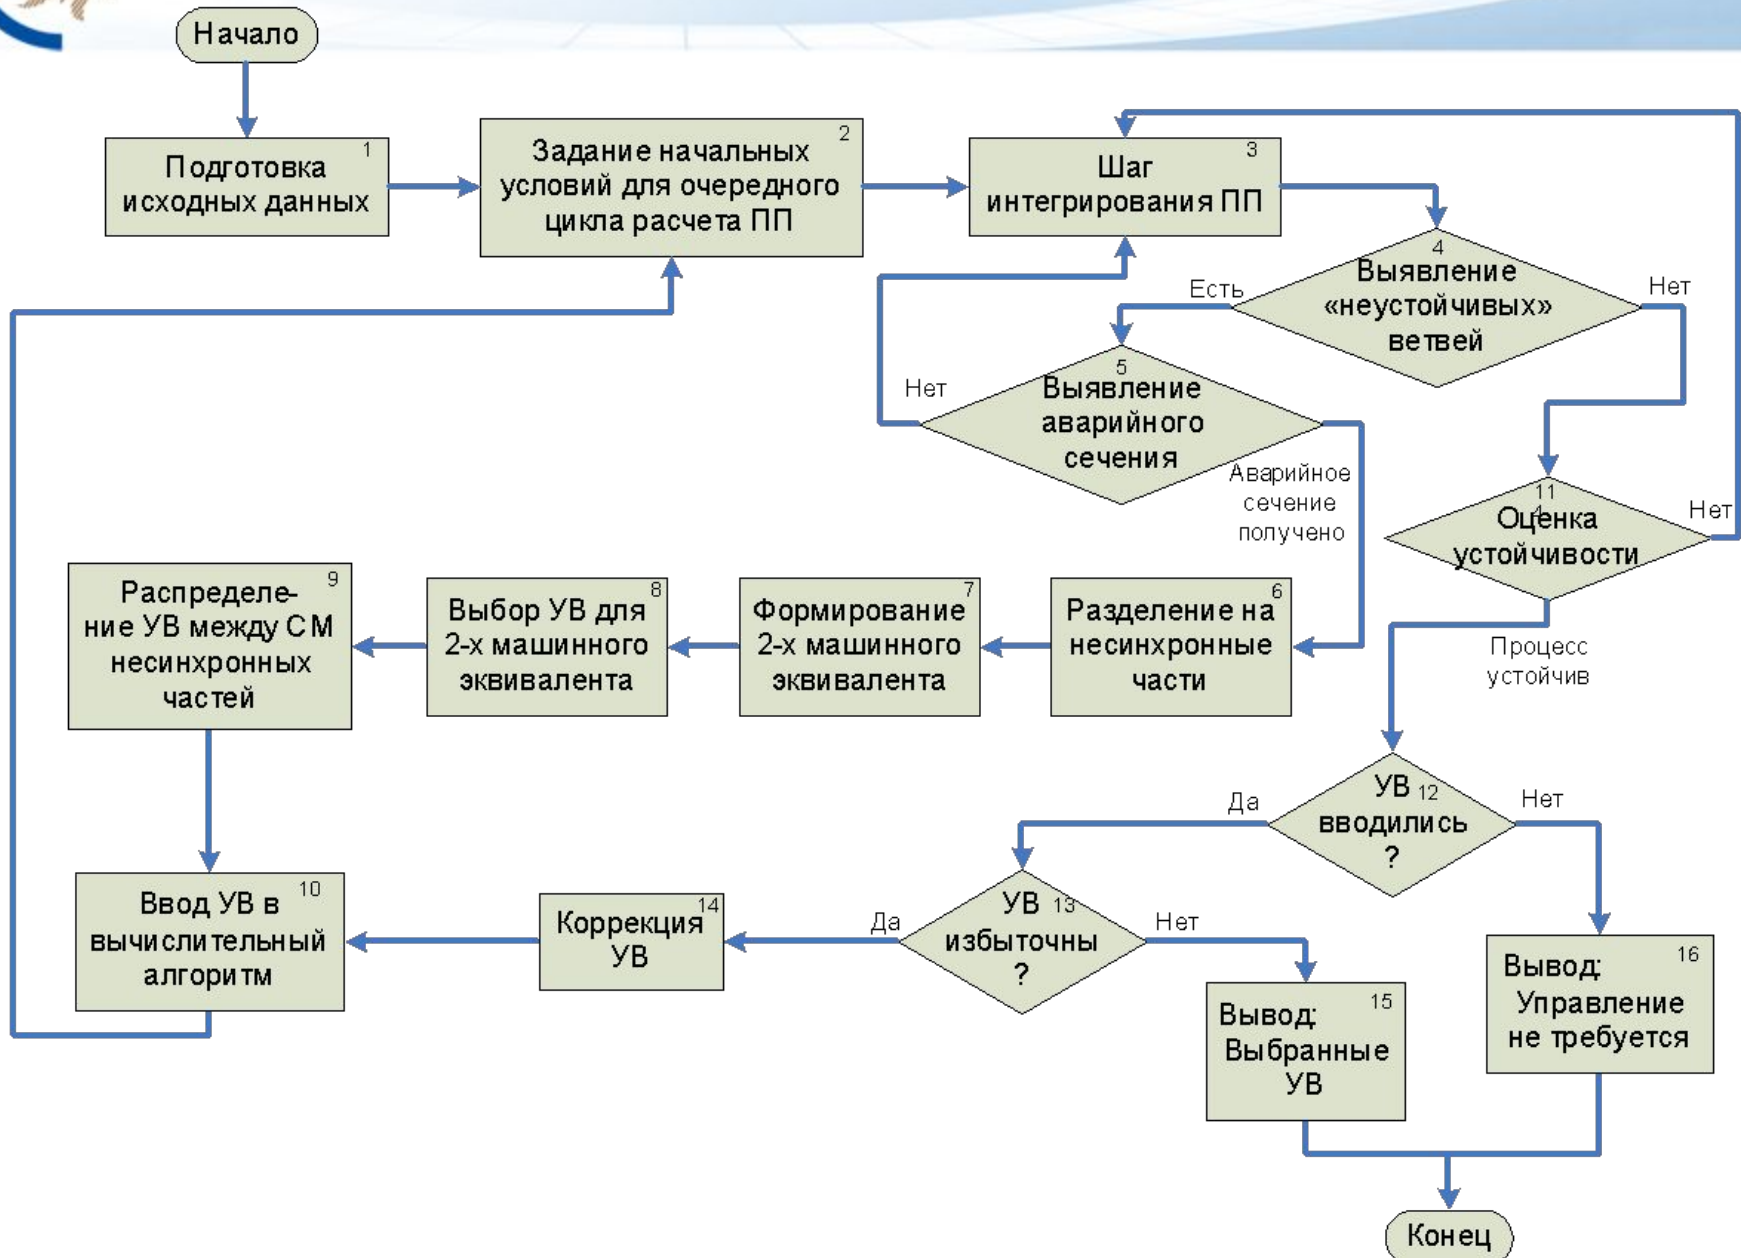 Начало
1
Подготовка
исходных данных
2
Задание начальных
условий для очередного
цикла расчета ПП
3
Шаг
интегрирования ПП
4
Выявление
«неустойчивых»
ветвей
Есть
Нет
5
Выявление
аварийного
сечения
Нет
Аварийное
сечение
получено
11
4
Оценка
устойчивости
Нет
Процесс
устойчив
6
Разделение на
несинхронные
части
7
Формирование
2-х машинного
эквивалента
8
Выбор УВ для
2-х машинного
эквивалента
9
Распределе-
ние УВ между СМ
несинхронных
частей
10
Ввод УВ в
вычислительный
алгоритм
УВ 12
вводились
?
Да
Нет
УВ 13
избыточны
?
Да
Нет
14
Коррекция
УВ
15
Вывод:
Выбранные
УВ
16
Вывод:
Управление
не требуется
Конец